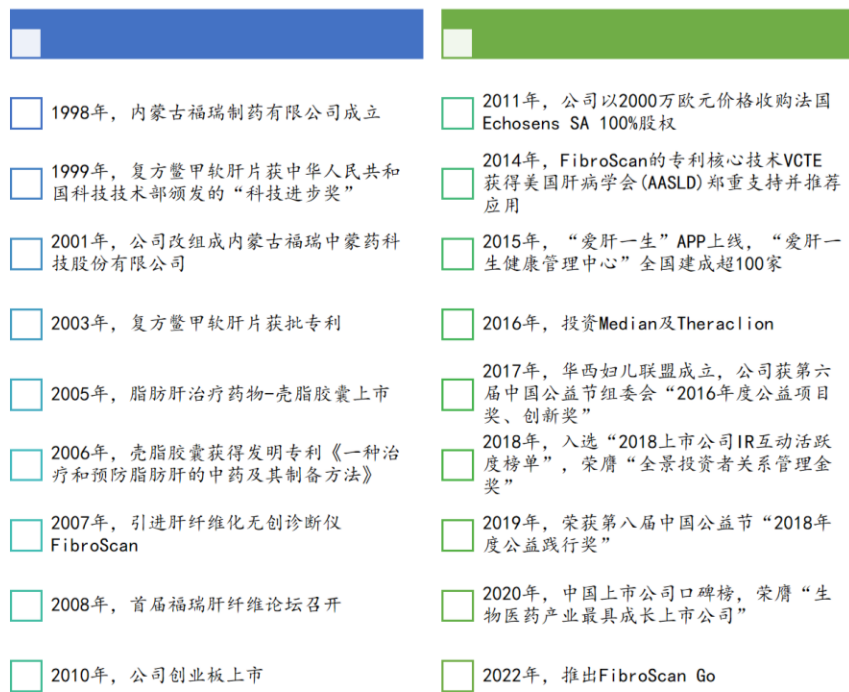 1998年，内蒙古福瑞制药有限公司成立
1999年，复方鳖甲软肝片获中华人民共和
国科技技术部颁发的“科技进步奖”
2001年，公司改组成内蒙古福瑞中蒙药科
技股份有限公司
2003年，复方鳖甲软肝片获批专利
2005年，脂肪肝治疗药物-壳脂胶囊上市
2006年，壳脂胶囊获得发明专利《一种治
疗和预防脂肪肝的中药及其制备方法》
2007年，引进肝纤维化无创诊断仪
FibroScan
2008年，首届福瑞肝纤维论坛召开
2010年，公司创业板上市
2011年，公司以2000万欧元价格收购法国
Echosens SA 100%股权
2014年，FibroScan的专利核心技术VCTE
获得美国肝病学会(AASLD)郑重支持并推荐
应用
2015年，“爱肝一生”APP上线，“爱肝一
生健康管理中心”全国建成超100家
2016年，投资Median及Theraclion
2017年，华西妇儿联盟成立，公司获第六
届中国公益节组委会“2016年度公益项目
奖、创新奖”
2018年，入选“2018上市公司IR互动活跃
度榜单”，荣膺“全景投资者关系管理金
奖”
2019年，荣获第八届中国公益节“2018年
度公益践行奖”
2020年，中国上市公司口碑榜，荣膺“生
物医药产业最具成长上市公司”
2022年，推出FibroScan Go